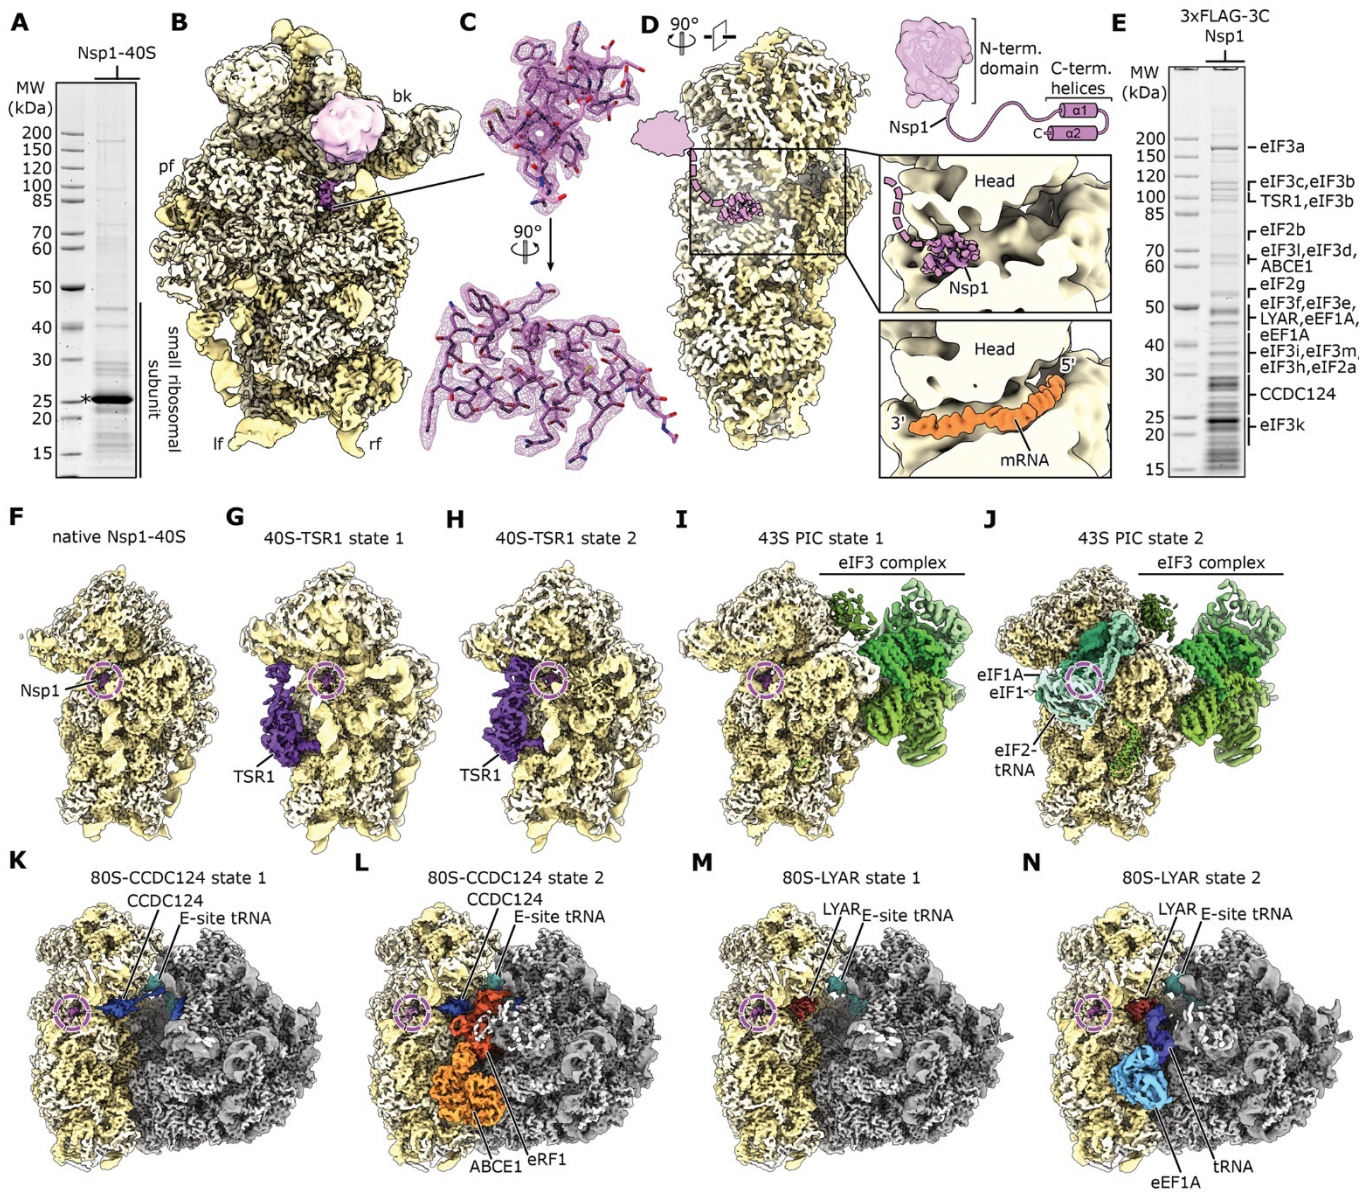 A
Nsp1-40S
MW
(kDa)
200
150
120
100
85
70
60
50
40
30
25
20
15
*
small ribosomal
subunit
B
bk
pf
lf
rf
C
90°
D
90°
N-term.
domain
C-term.
helices
α1
α2
C
Nsp1
Head
Nsp1
Head
5'
3'
mRNA
E
3xFLAG-3C
Nsp1
MW
(kDa)
200
150
120
100
85
70
60
50
40
30
25
20
15
eIF3a
eIF3c,eIF3b
TSR1,eIF3b
eIF2b
eIF3l,eIF3d,
ABCE1
eIF2g
eIF3f,eIF3e,
LYAR,eEF1A,
eEF1A
eIF3i,eIF3m,
eIF3h,eIF2a
CCDC124
eIF3k
F
native Nsp1-40S
Nsp1
G
40S-TSR1 state 1
TSR1
H
40S-TSR1 state 2
TSR1
I
43S PIC state 1
eIF3 complex
J
43S PIC state 2
eIF3 complex
eIF1A
eIF1
eIF2-
tRNA
K
80S-CCDC124 state 1
CCDC124
E-site tRNA
L
80S-CCDC124 state 2
CCDC124
E-site tRNA
ABCE1
eRF1
M
80S-LYAR state 1
LYAR
E-site tRNA
N
80S-LYAR state 2
LYAR
E-site tRNA
tRNA
eEF1A